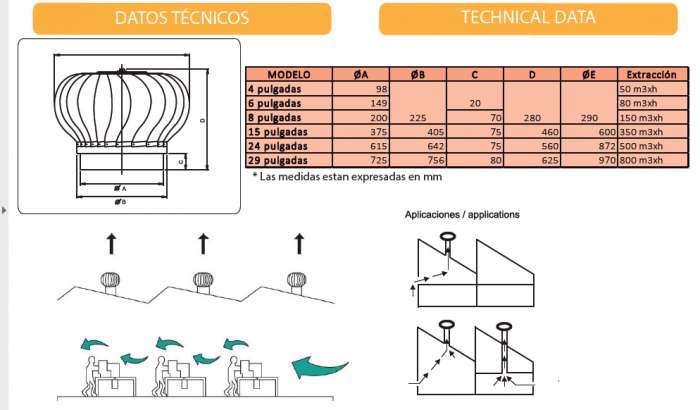 DATOS TÉCNICOS
TECHNICAL DATA
MODELO ØA ØB C D ØE Extracción
4 pulgadas 98 50 m3xh
6 pulgadas 149 20 80 m3xh
8 pulgadas 200 225 70 280 290 150 m3xh
15 pulgadas 375 405 75 460 600 350 m3xh
24 pulgadas 615 642 75 560 872 500 m3xh
29 pulgadas 725 756 80 625 970 800 m3xh
* Las medidas estan expresadas en mm
D
C
Ø A
Ø B
Aplicaciones / applications